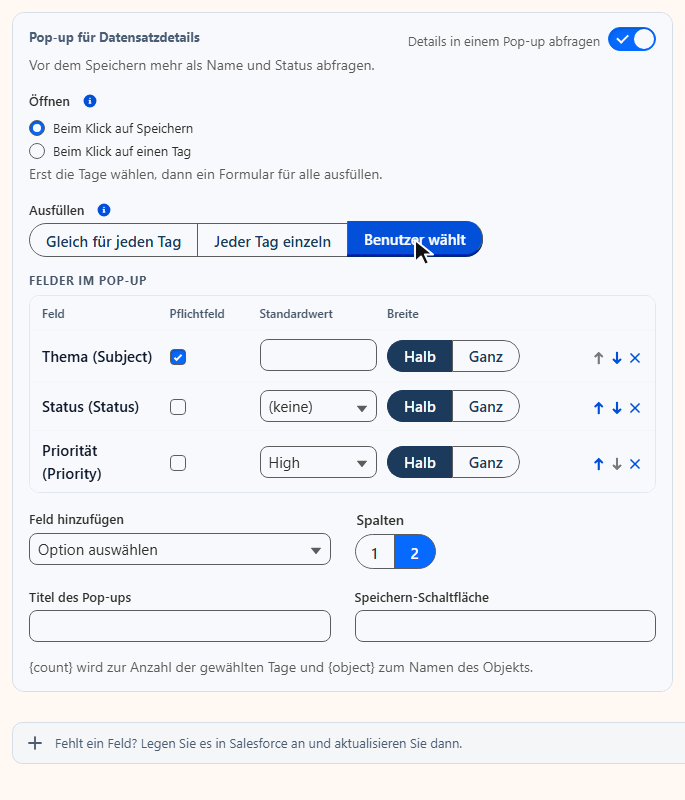 Pop-up für Datensatzdetails
Details in einem Pop-up abfragen
Vor dem Speichern mehr als Name und Status abfragen.
Öffnen
Beim Klick auf Speichern
Beim Klick auf einen Tag
Erst die Tage wählen, dann ein Formular für alle ausfüllen.
Ausfüllen
Gleich für jeden Tag Jeder Tag einzeln Benutzer wählt
FELDER IM POP-UP
Feld Pflichtfeld Standardwert Breite
Thema (Subject) Halb Ganz
Status (Status) (keine) Halb Ganz
Priorität
(Priority) High Halb Ganz
Feld hinzufügen Spalten
Option auswählen 1 2
Titel des Pop-ups Speichern-Schaltfläche
{count} wird zur Anzahl der gewählten Tage und {object} zum Namen des Objekts.
Fehlt ein Feld? Legen Sie es in Salesforce an und aktualisieren Sie dann.